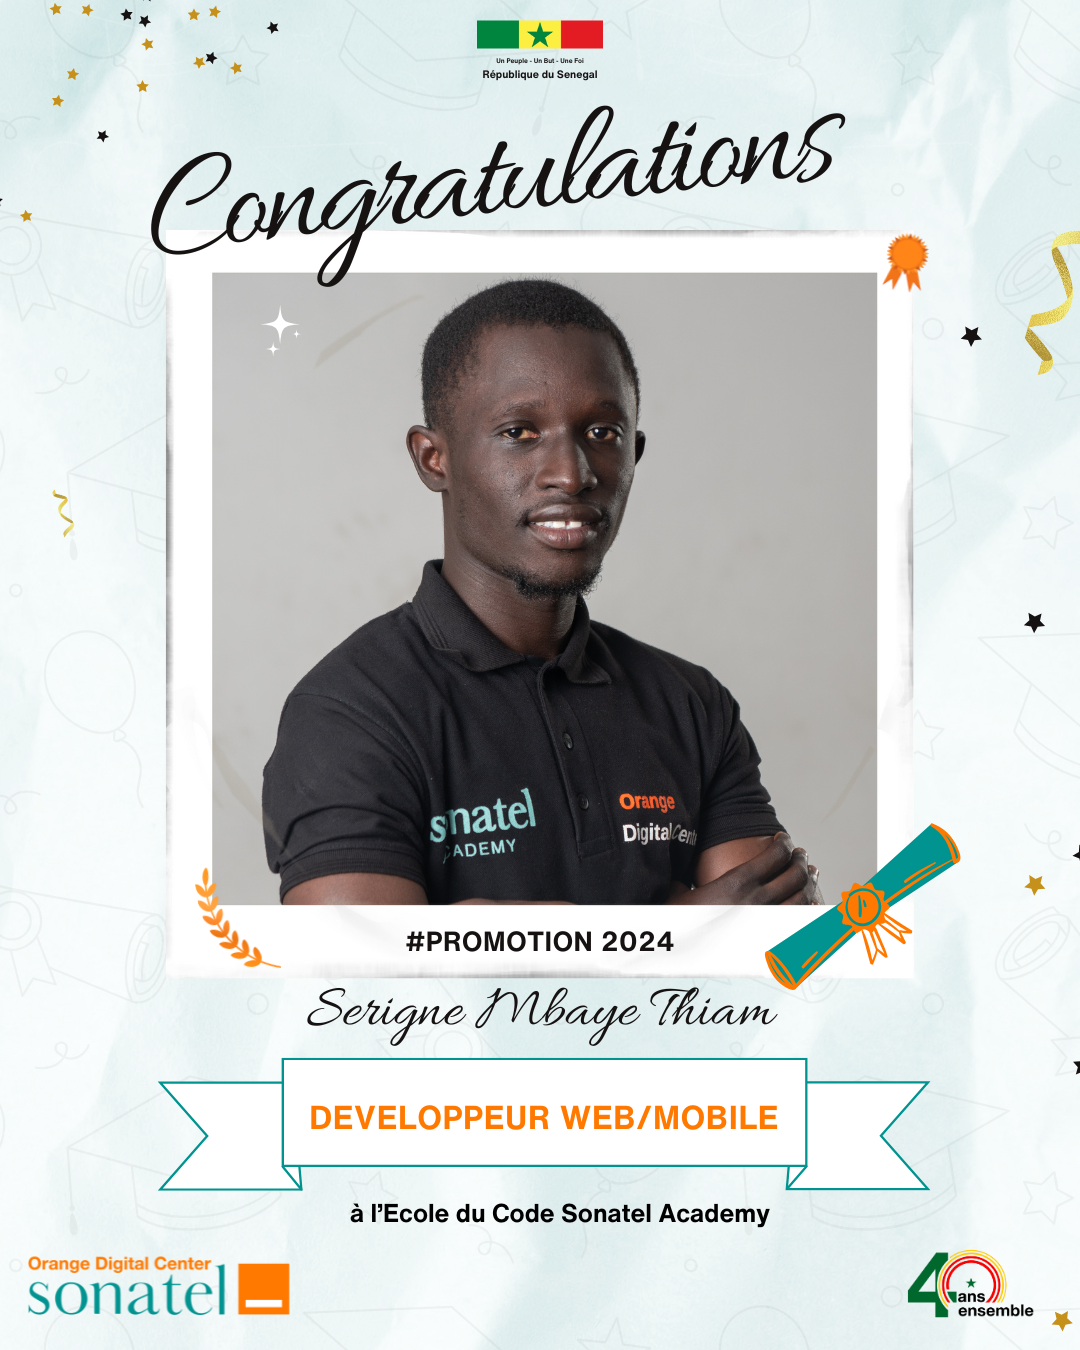 Un Peuple - Un But - Une Foi
République du Senegal
Congratulations
sonatel
ACADEMY
Orange
Digital Cent
#PROMOTION 2024
Serigne Mbaye Thiam
DEVELOPPEUR WEB/MOBILE
à l'Ecole du Code Sonatel Academy
Orange Digital Center
sonatel
40 ans
ensemble